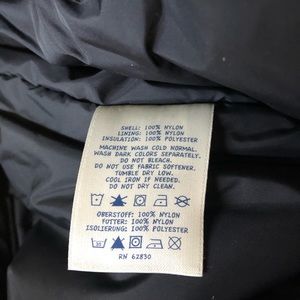 SHELL: 100% NYLON
LINING: 100% NYLON
INSULATION: 100% POLYESTER
MACHINE WASH COLD NORMAL.
WASH DARK COLORS SEPARATELY.
DO NOT BLEACH.
DO NOT USE FABRIC SOFTENER.
TUMBLE DRY LOW.
COOL IRON IF NEEDED.
DO NOT DRY CLEAN.
OBERSTOFF: 100% NYLON
FUTTER: 100% NYLON
ISOLIERUNG: 100% POLYESTER
RN 62830